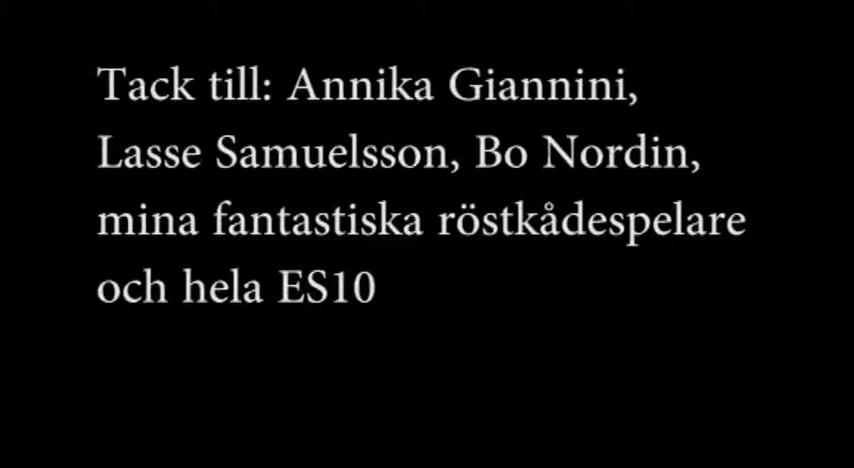 Tack till: Annika Giannini,
Lasse Samuelsson, Bo Nordin,
mina fantastiska röstkådespelare
och hela ES10